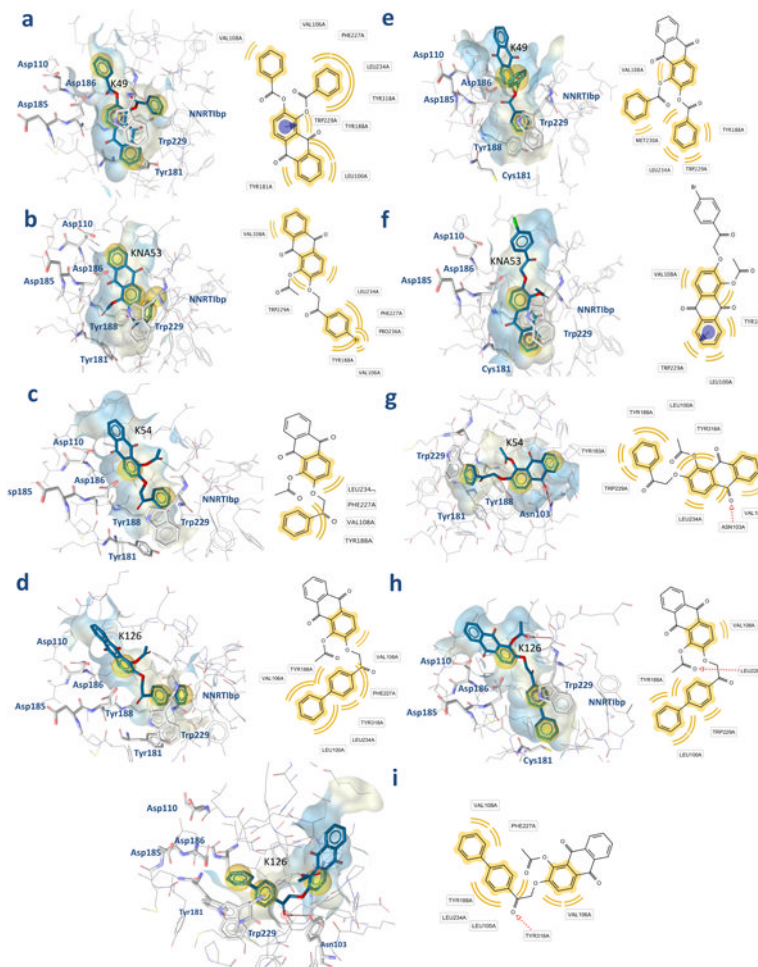 a
Asp110
Asp186
K49
Asp185
NNRTIbp
Trp229
Tyr181
VAL106A
PHE227A
VAL108A
LEU234A
TYR318A
TRP229A
TYR188A
LEU100A
TYR181A
O
O
O
O
O
O
e
Asp110
K49
Asp186
Asp185
NNRTIbp
Trp229
Tyr188
Cys181
VAL108A
TYR188A
MET230A
LEU234A
TRP229A
O
O
O
O
O
b
Asp110
KNA53
Asp186
Asp185
NNRTIbp
Tyr188
Trp229
Tyr181
VAL108A
LEU234A
TRP229A
PHE227A
PRO236A
TYR188A
VAL106A
O
O
O
O
O
Br
f
Asp110
KNA53
Asp186
Asp185
NNRTIbp
Trp229
Cys181
Br
VAL108A
TRP229A
LEU100A
O
O
O
O
O
c
K54
Asp110
Asp186
sp185
NNRTIbp
Tyr188
Trp229
Tyr181
LEU234
PHE227A
VAL108A
TYR188A
O
O
O
O
O
g
K54
Trp229
Tyr181
Tyr188
Asn103
LEU100A
TYR188A
TYR318A
TYR183A
TRP229A
LEU234A
ASN103A
VAL1
O
O
O
O
O
d
Asp110
K126
Asp186
NNRTIbp
Asp185
Tyr188
Trp229
Tyr181
TYR188A
VAL108A
VAL106A
PHE227A
TYR318A
LEU234A
LEU100A
O
O
O
O
O
h
Asp110
K126
Asp186
Trp229
Asp185
NNRTIbp
Cys181
VAL108A
TYR188A
TRP229A
LEU100A
O
O
O
O
O
Asp110
Asp186
K126
Asp185
Tyr181
Trp229
Asn103
i
VAL108A
PHE227A
TYR188A
LEU234A
LEU100A
VAL106A
TYR318A
O
O
O
O
O